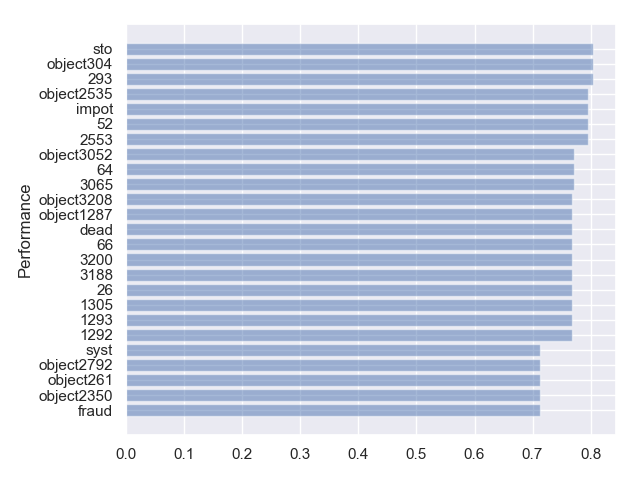 sto
object304
293
object2535
impot
52
2553
object3052
64
3065
object3208
object1287
dead
66
3200
3188
26
1305
1293
1292
syst
object2792
object261
object2350
fraud
Performance
0.0 0.1 0.2 0.3 0.4 0.5 0.6 0.7 0.8